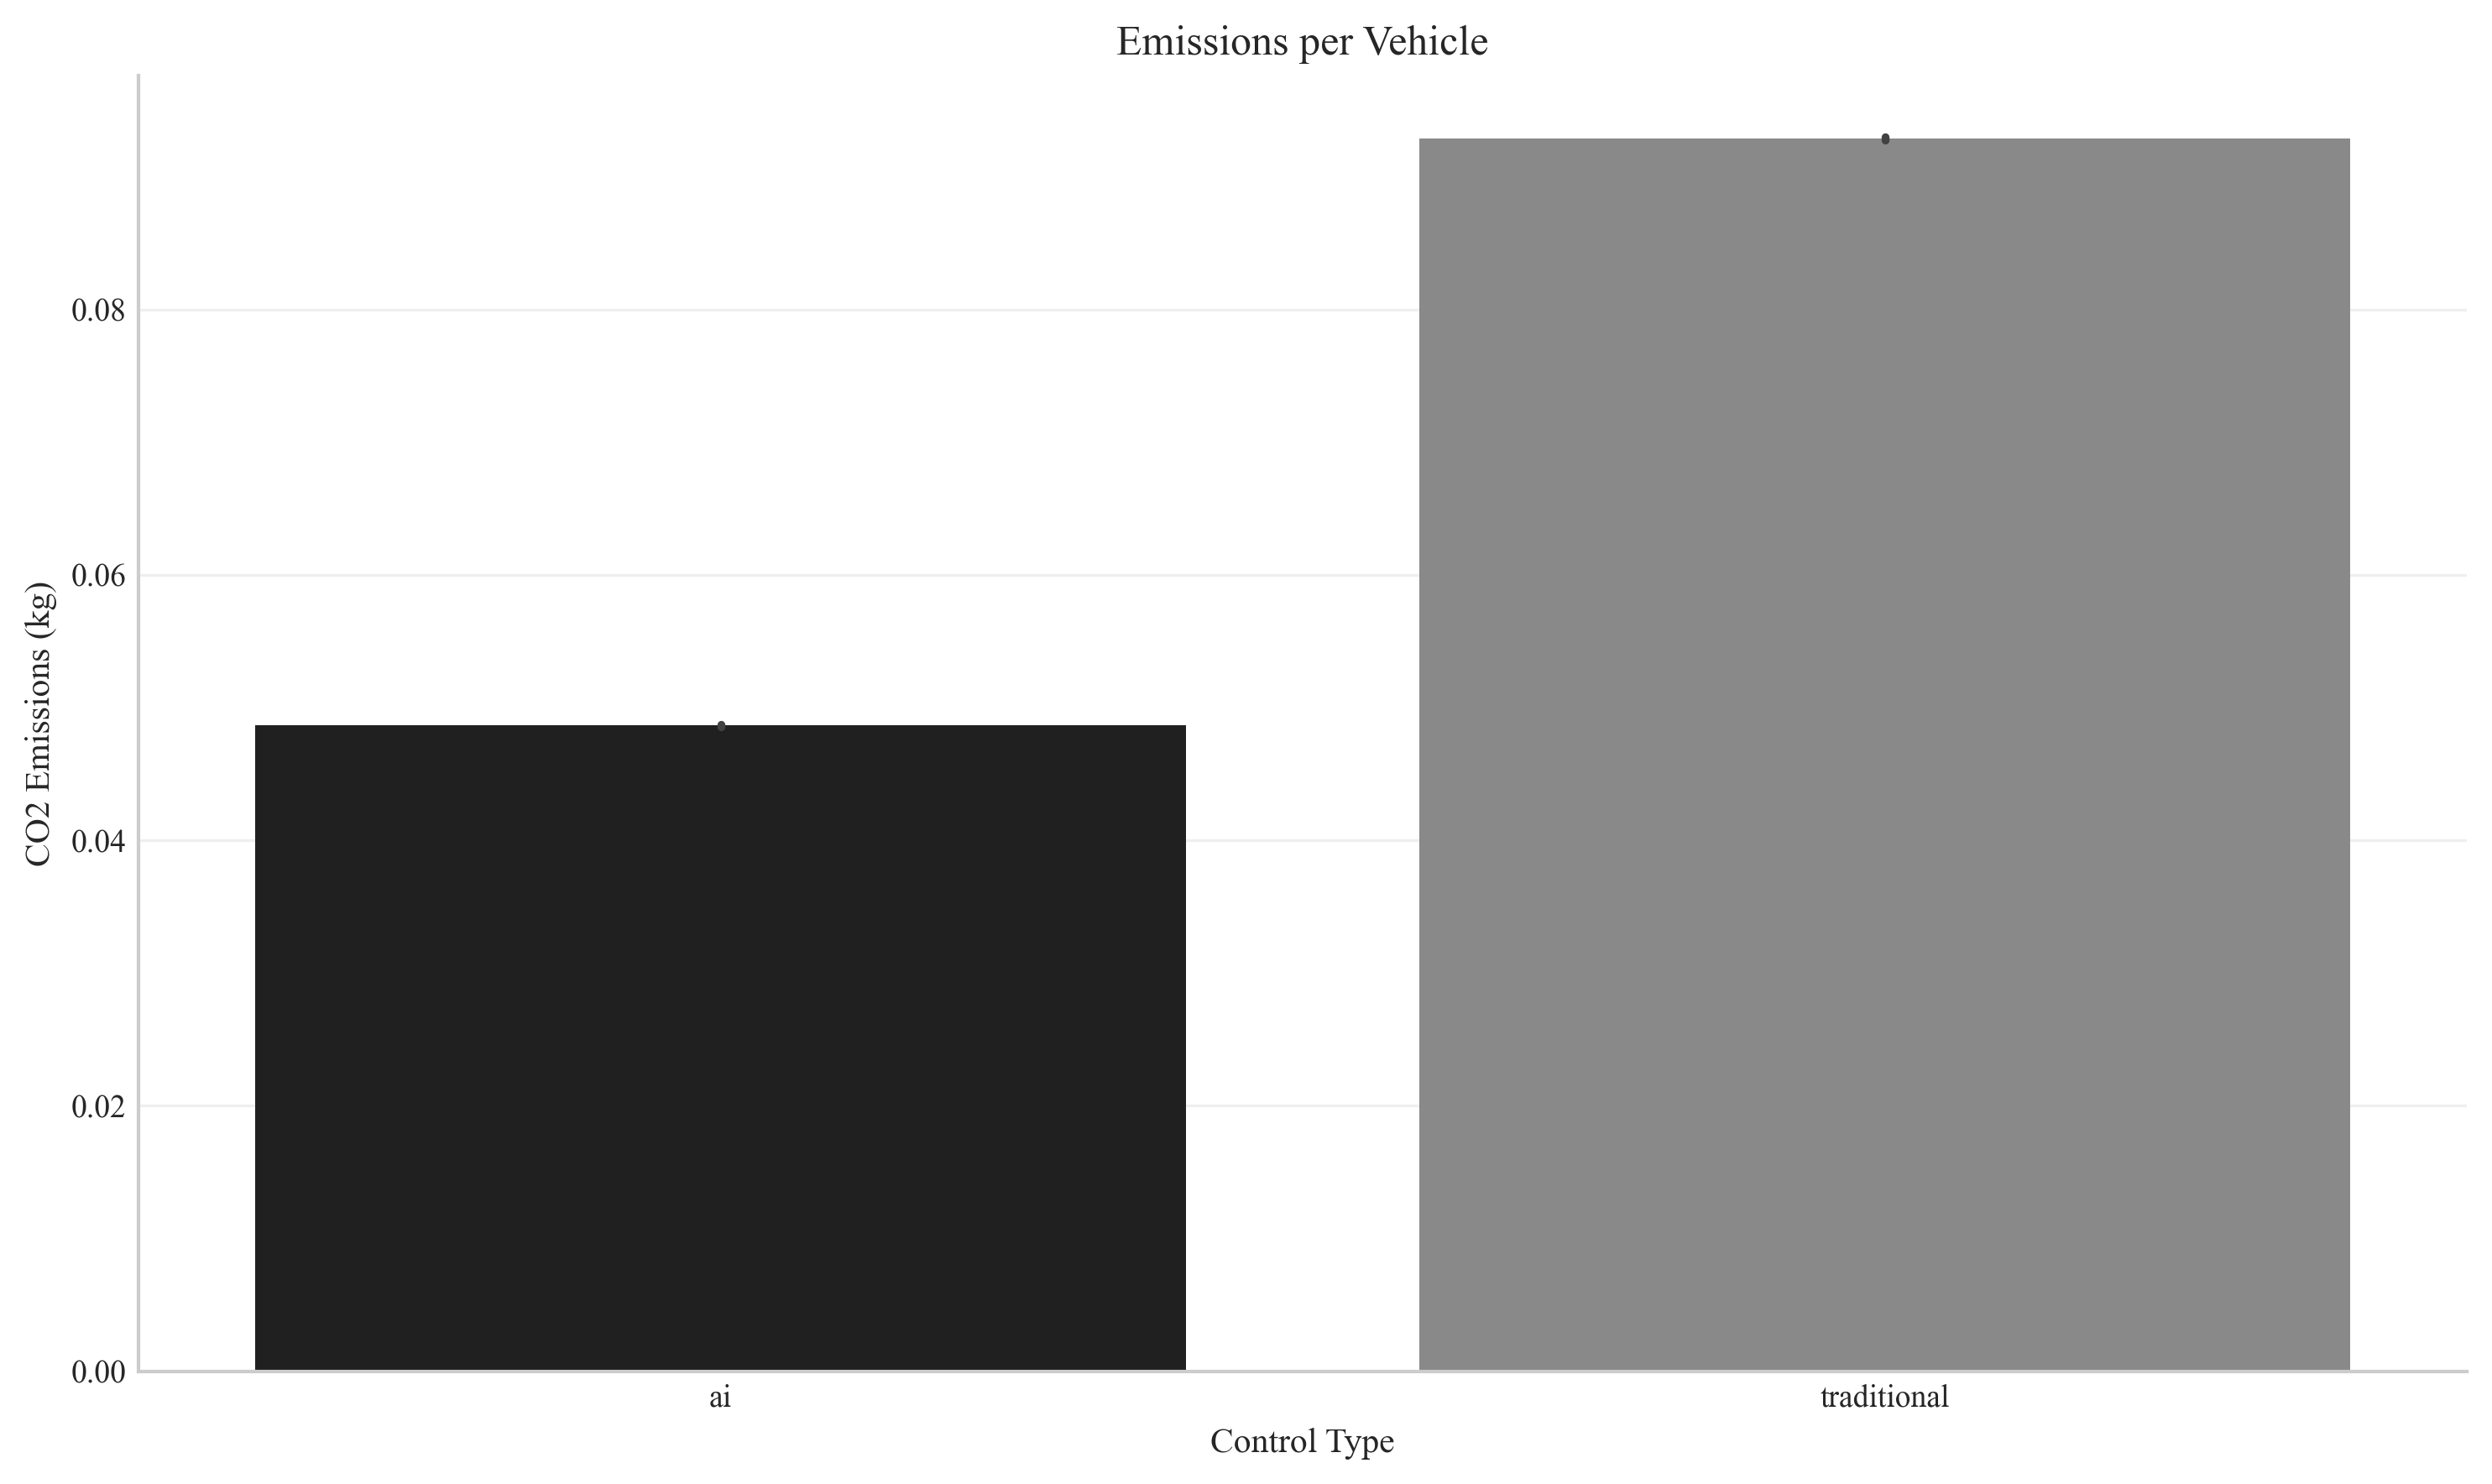 Emissions per Vehicle
0.08
0.06
0.04
0.02
0.00
CO2 Emissions (kg)
ai
traditional
Control Type